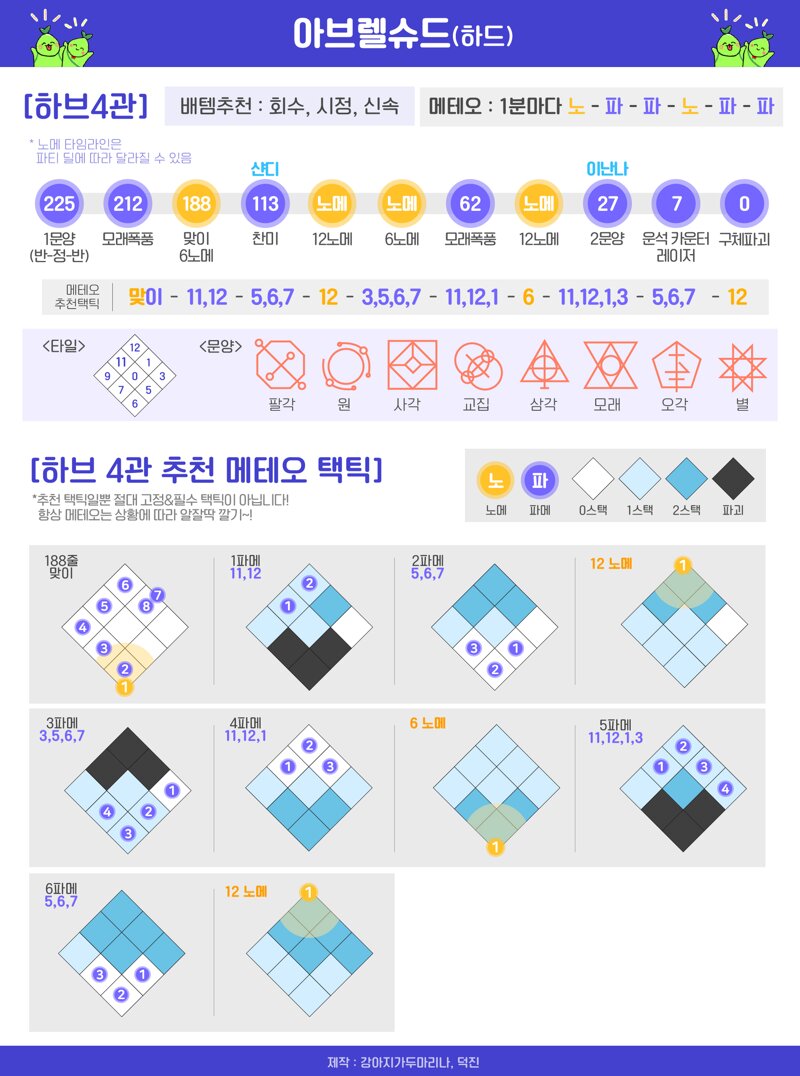 아브렐슈드(하드)
[하브4관]
배템추천 : 회수, 시정, 신속
메테오 : 1분마다 노 - 파 - 파 - 노 - 파 - 파
* 노메 타임라인은
파티 딜에 따라 달라질 수 있음
샨디
이난나
225 212 188 113 노메 노메 62 노메 27 7 0
1문양 모래폭풍 맞이 찬미 12노메 6노메 모래폭풍 12노메 2문양 운석 카운터 구체파괴
(반-정-반) 6노메 레이저
메테오
추천택틱
맞이 - 11,12 - 5,6,7 - 12 - 3,5,6,7 - 11,12,1 - 6 - 11,12,1,3 - 5,6,7 - 12
<타일>
12
11 1
9 0 3
7 5
6
<문양>
팔각 원 사각 교집 삼각 모래 오각 별
[하브 4관 추천 메테오 택틱]
*추천 택틱일뿐 절대 고정&필수 택틱이 아닙니다!
항상 메테오는 상황에 따라 알잘딱 깔기~!
노 파
노메 파메 0스택 1스택 2스택 파괴
188줄
맞이
6
7
5 8
4
3
2
1
1파메
11,12
2
1
2파메
5,6,7
3 1
2
12 노메
1
3파메
3,5,6,7
1
4 2
3
4파메
11,12,1
2
1 3
6 노메
1
5파메
11,12,1,3
2
1 3
4
6파메
5,6,7
3 1
2
12 노메
1
제작 : 강아지가두마리나, 덕진